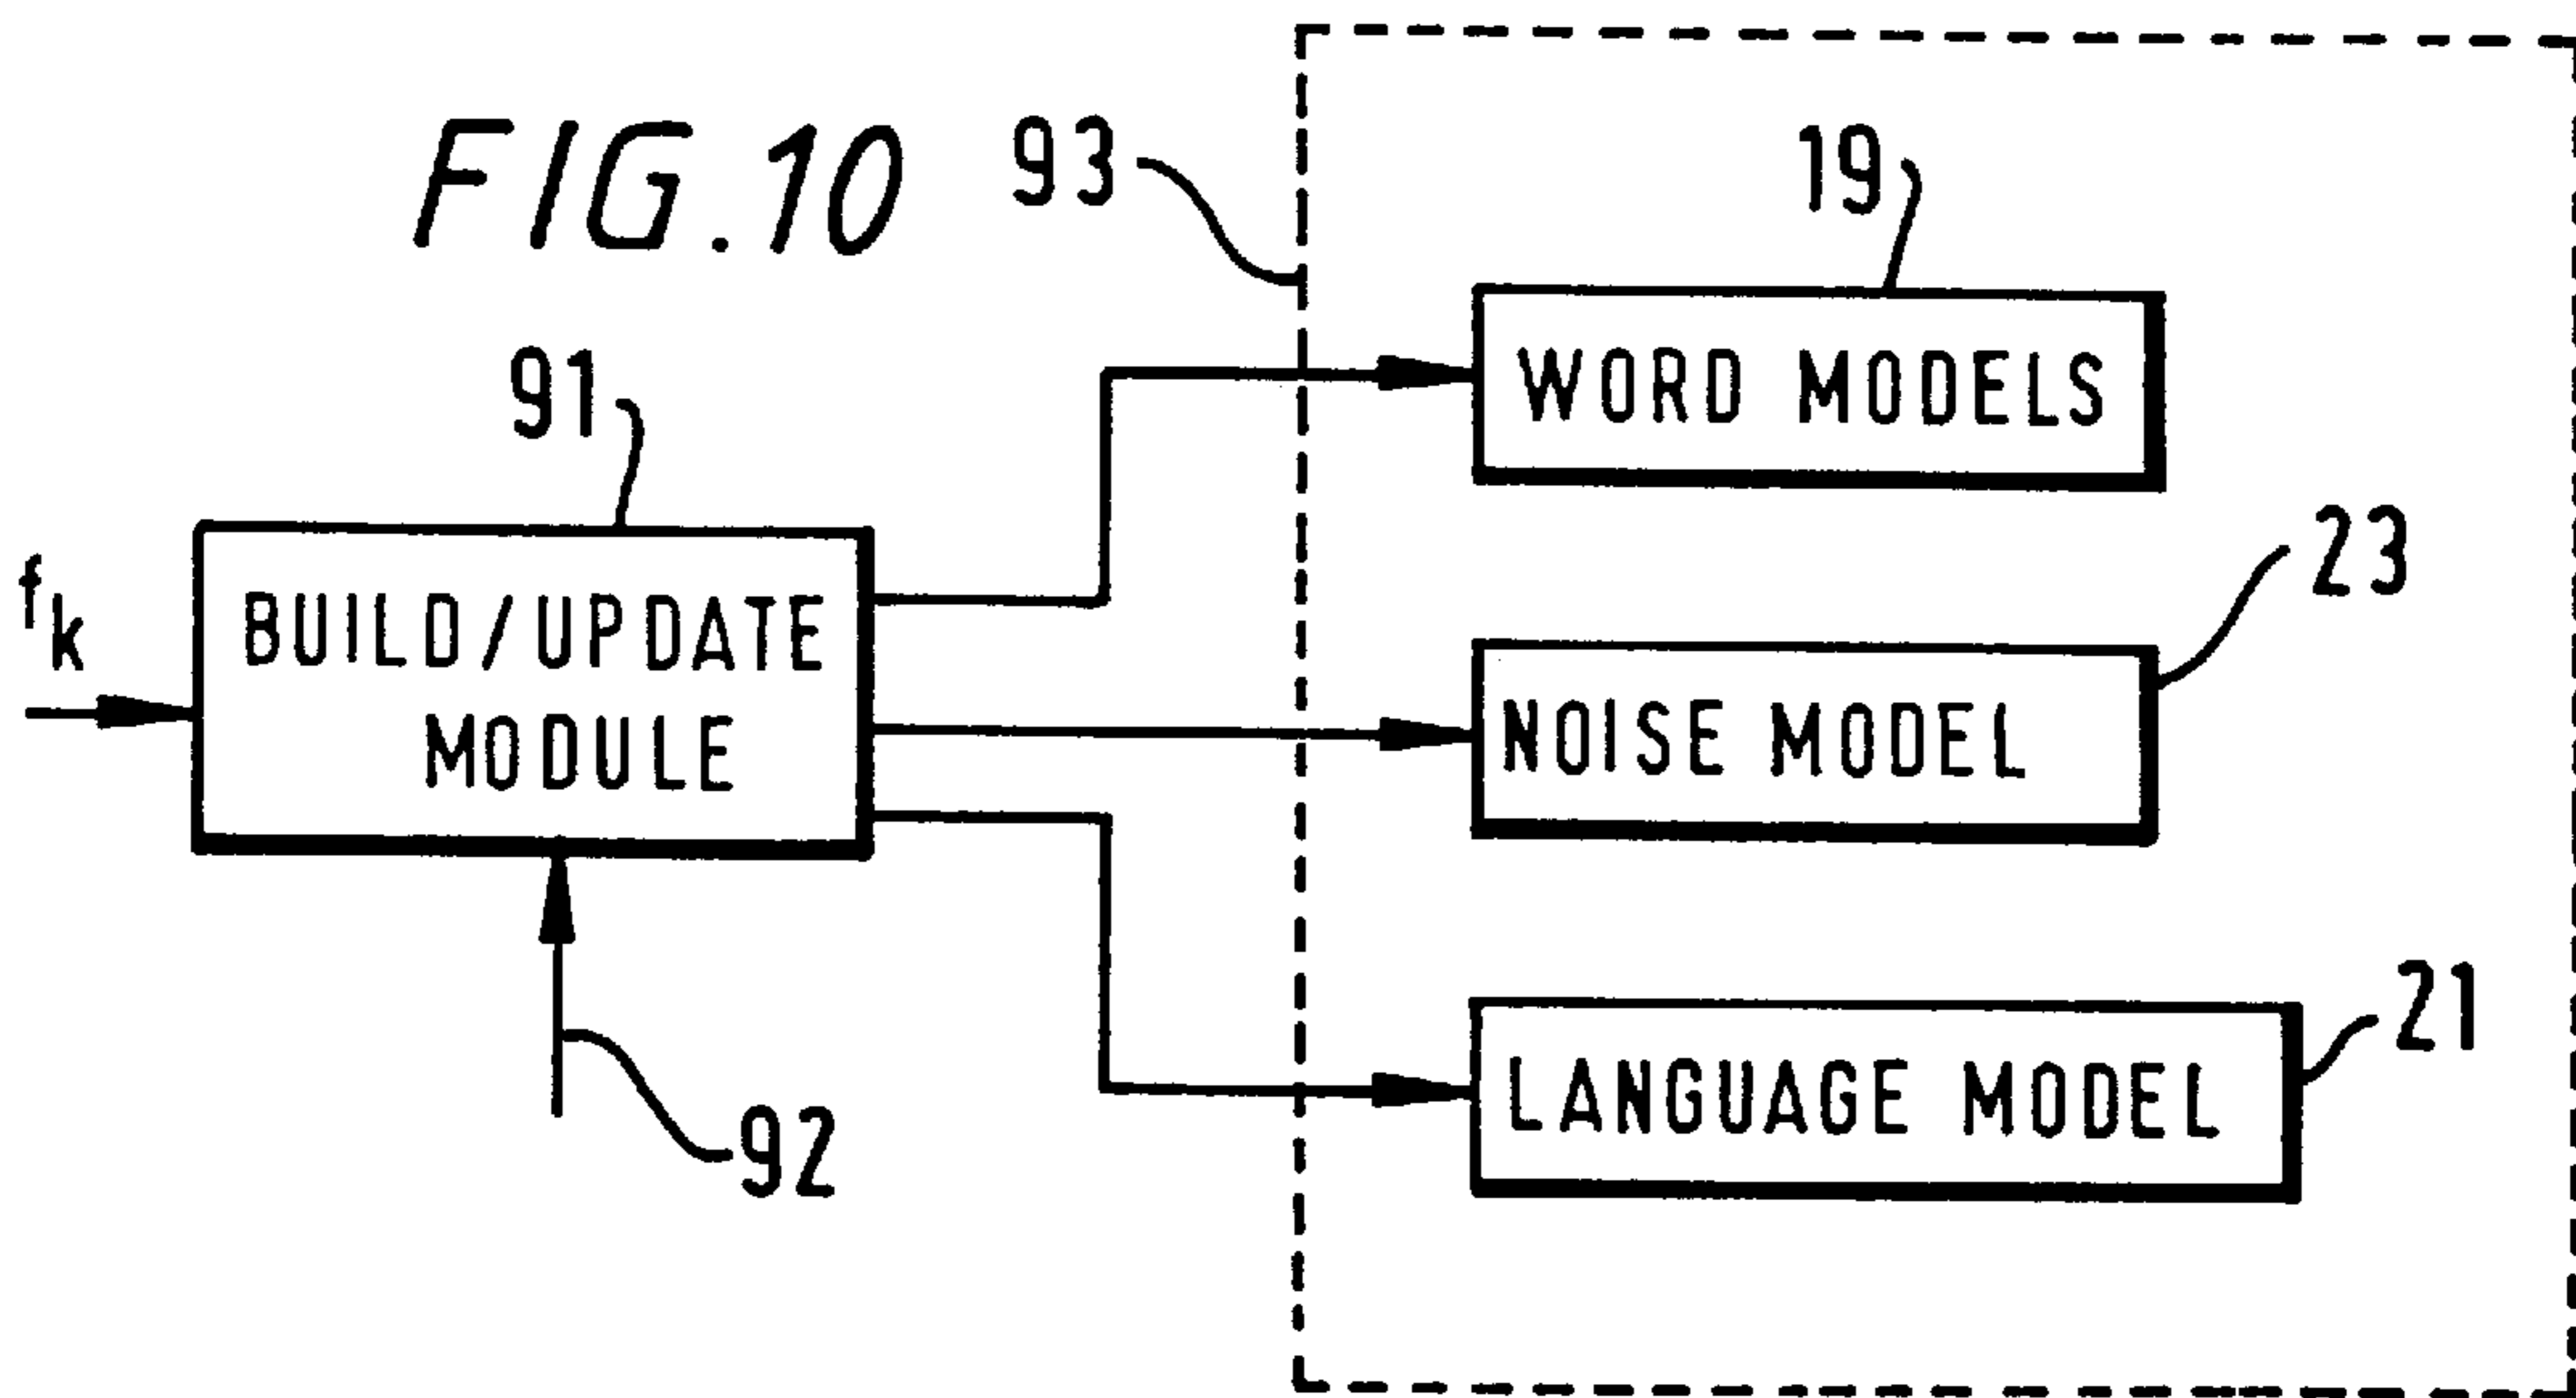 FIG.10
93
19
WORD MODELS
91
23
f_k
BUILD/UPDATE
MODULE
NOISE MODEL
21
LANGUAGE MODEL
92